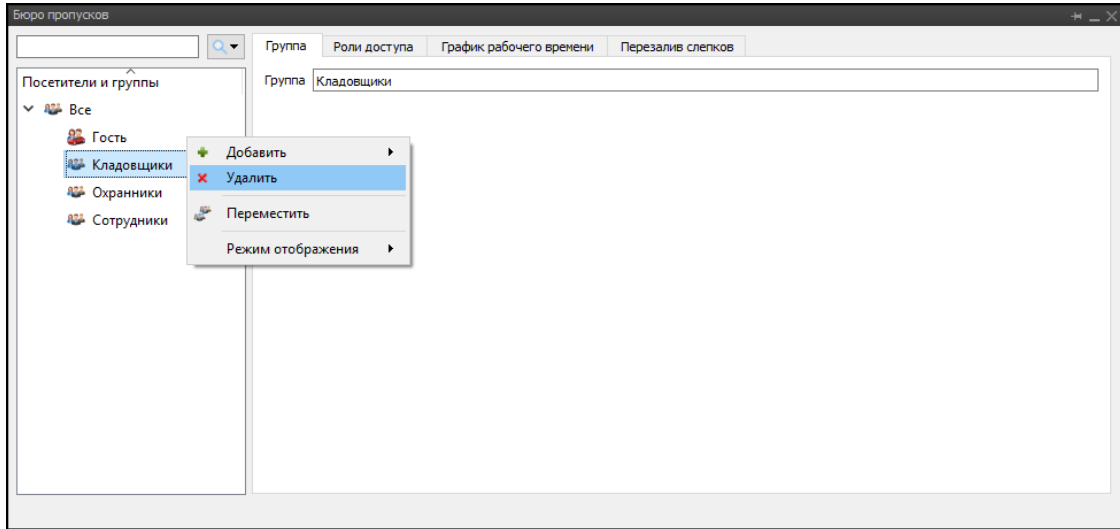 Бюро пропусков
Группа Роли доступа График рабочего времени Перезалив слепков
Посетители и группы
Группа Кладовщики
Все
Гость
Кладовщики
Охранники
Сотрудники
Добавить
Удалить
Переместить
Режим отображения